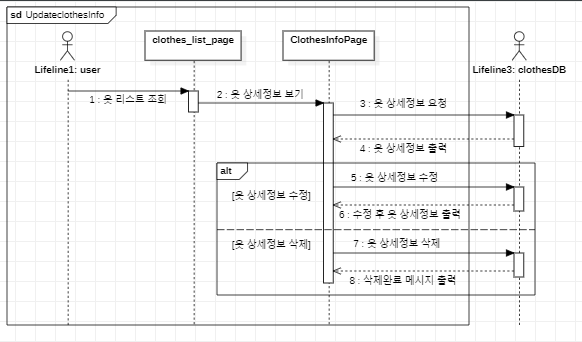 sd UpdateclothesInfo
clothes_list_page
ClothesInfoPage
Lifeline1: user
Lifeline3: clothesDB
1 : 옷 리스트 조회
2 : 옷 상세정보 보기
3 : 옷 상세정보 요청
4 : 옷 상세정보 출력
alt
5 : 옷 상세정보 수정
[옷 상세정보 수정]
6 : 수정 후 옷 상세정보 출력
[옷 상세정보 삭제]
7 : 옷 상세정보 삭제
8 : 삭제완료 메시지 출력